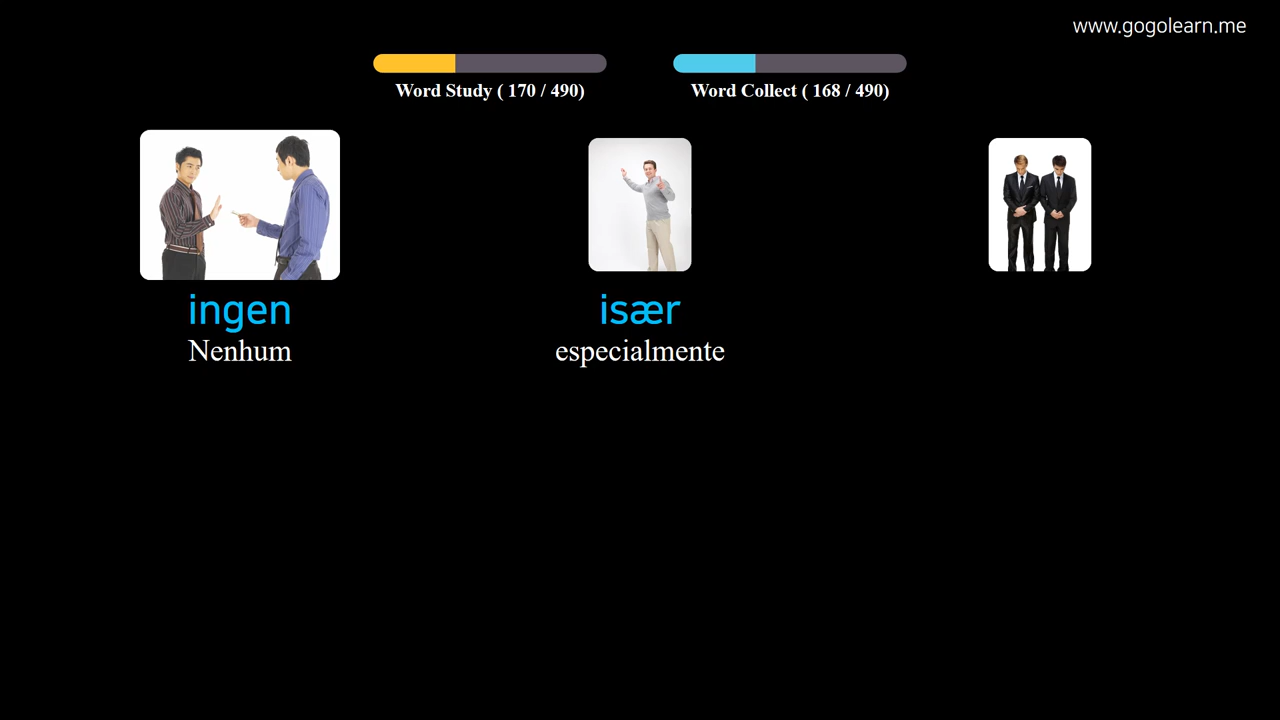 www.gogolearn.me
Word Study ( 170 / 490)
Word Collect ( 168 / 490)
ingen
Nenhum
især
especialmente